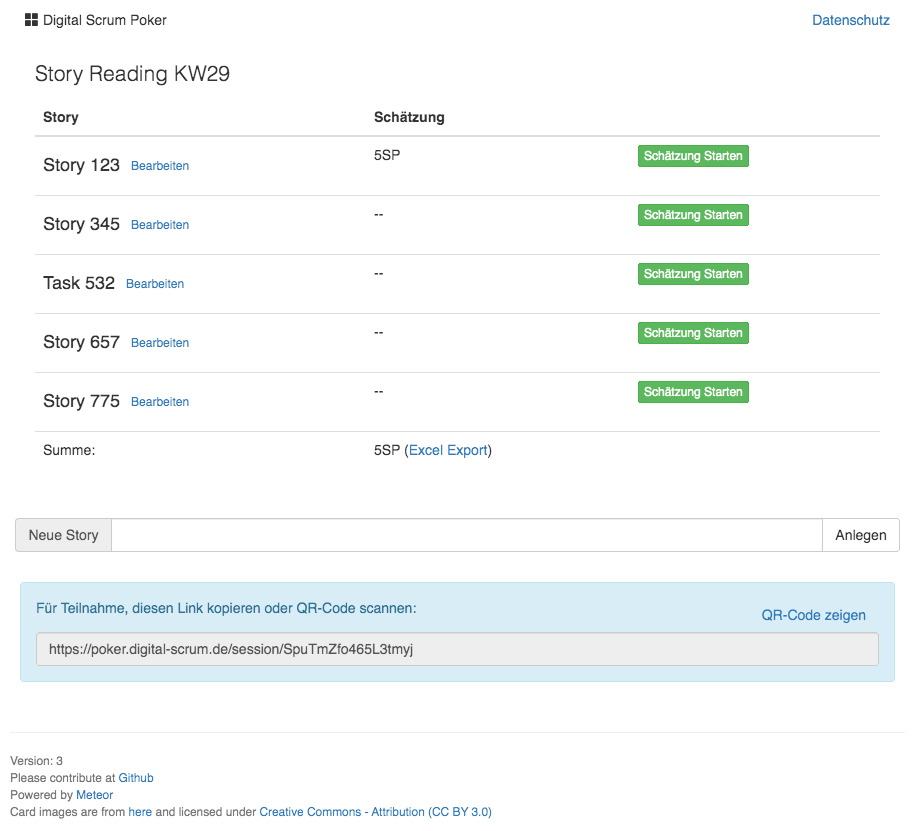 Digital Scrum Poker Datenschutz
Story Reading KW29
Story Schätzung
Story 123 Bearbeiten 5SP Schätzung Starten
Story 345 Bearbeiten -- Schätzung Starten
Task 532 Bearbeiten -- Schätzung Starten
Story 657 Bearbeiten -- Schätzung Starten
Story 775 Bearbeiten -- Schätzung Starten
Summe: 5SP (Excel Export)
Neue Story Anlegen
Für Teilnahme, diesen Link kopieren oder QR-Code scannen:
QR-Code zeigen
https://poker.digital-scrum.de/session/SpuTmZfo465L3tmyj
Version: 3
Please contribute at Github
Powered by Meteor
Card images are from here and licensed under Creative Commons - Attribution (CC BY 3.0)